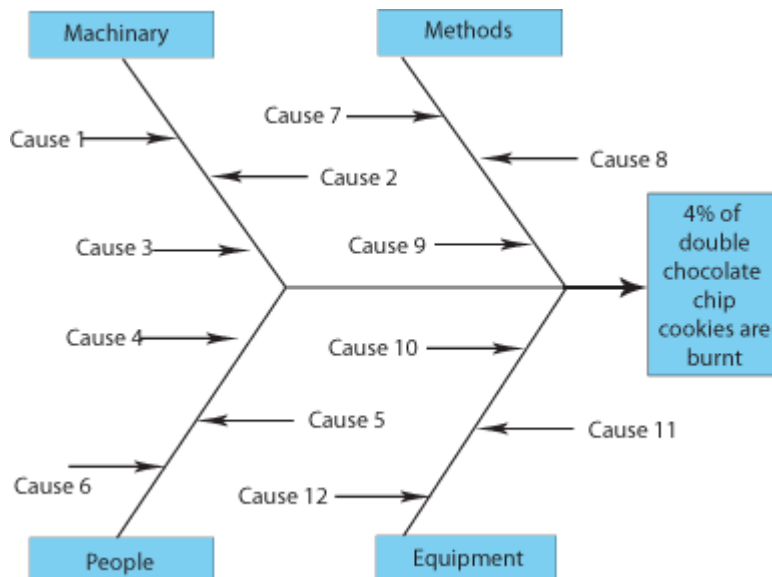 Machinary
Methods
Cause 1
Cause 7
Cause 2
Cause 8
Cause 3
Cause 9
4% of
double
chocolate
chip
cookies are
burnt
Cause 4
Cause 10
Cause 5
Cause 11
Cause 6
Cause 12
People
Equipment